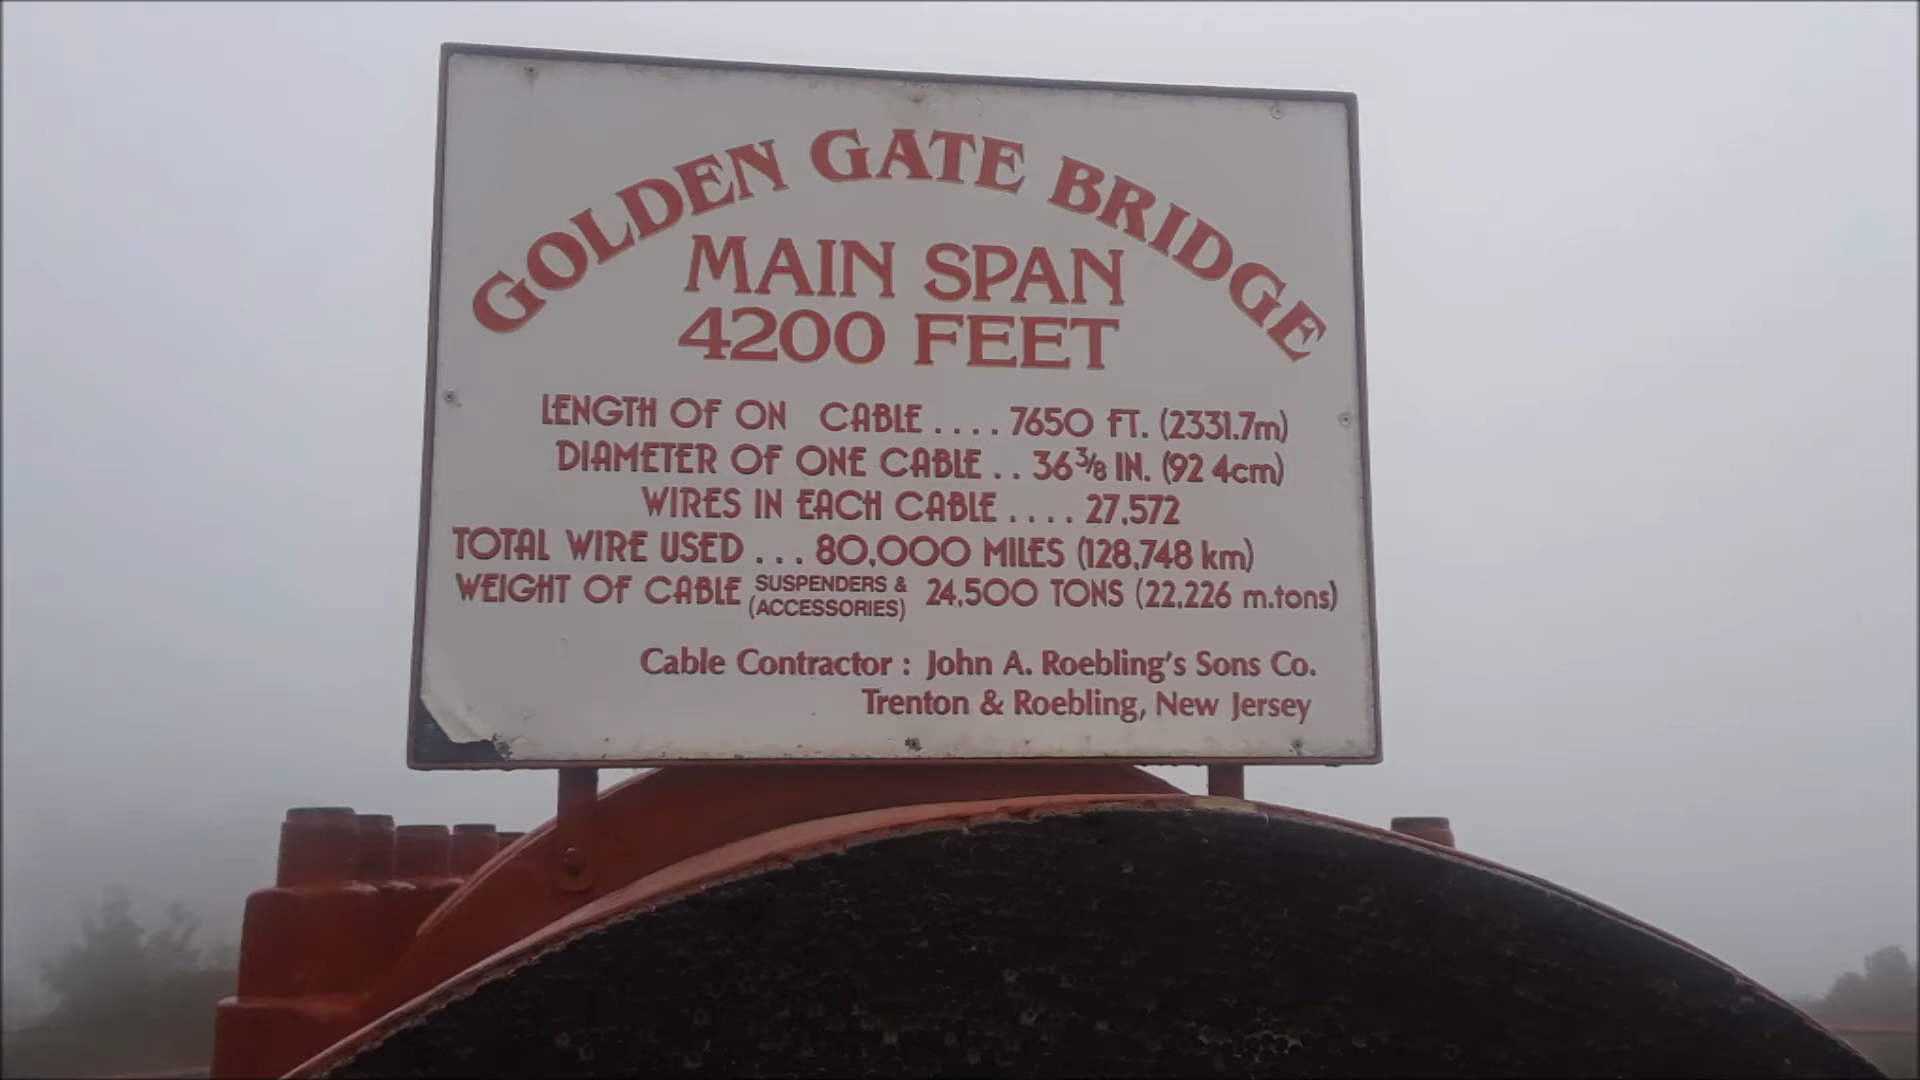 GOLDEN GATE BRIDGE
MAIN SPAN
4200 FEET
LENGTH OF ON CABLE .... 7650 FT. (2331.7m)
DIAMETER OF ONE CABLE .. 36 3/8 IN. (92 4cm)
WIRES IN EACH CABLE .... 27,572
TOTAL WIRE USED ... 80,000 MILES (128,748 km)
WEIGHT OF CABLE SUSPENDERS & (ACCESSORIES) 24,500 TONS (22,226 m.tons)
Cable Contractor : John A. Roebling's Sons Co.
Trenton & Roebling, New Jersey